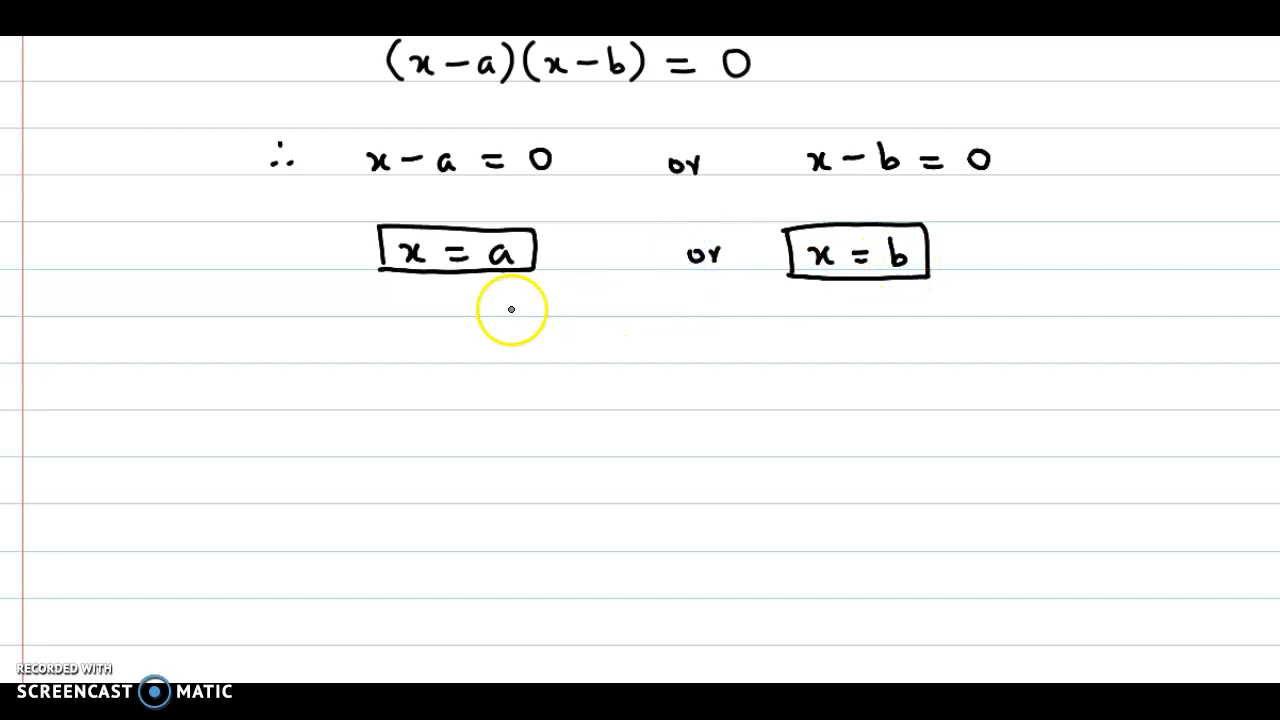 (x - a)(x - b) = 0
∴ x - a = 0 or x - b = 0
x = a or x = b
RECORDED WITH
SCREENCAST MATIC